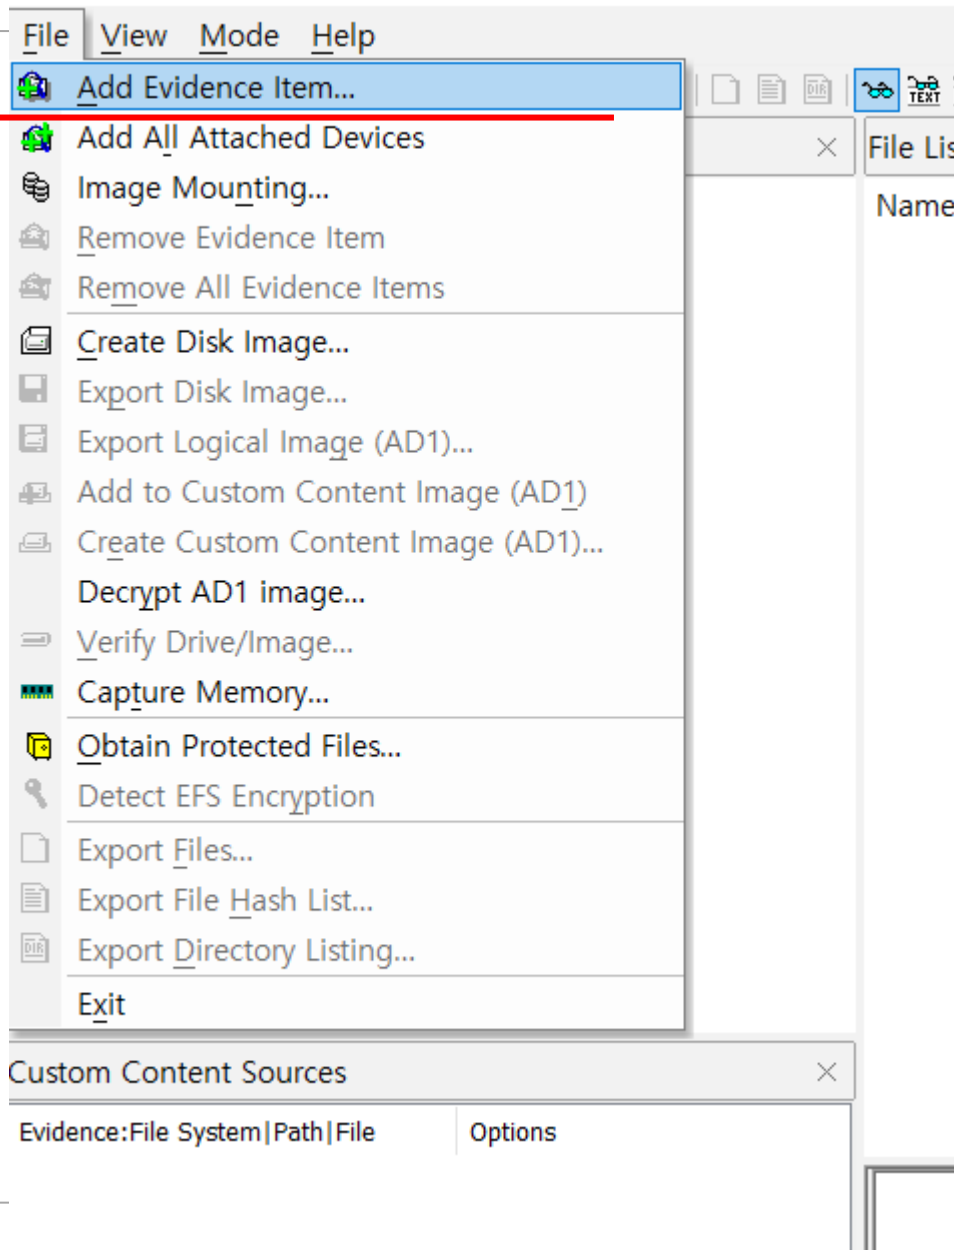 File View Mode Help
Add Evidence Item...
TEXT
Add All Attached Devices
File Lis
Image Mounting...
Name
Remove Evidence Item
Remove All Evidence Items
Create Disk Image...
Export Disk Image...
Export Logical Image (AD1)...
Add to Custom Content Image (AD1)
Create Custom Content Image (AD1)...
Decrypt AD1 image...
Verify Drive/Image...
Capture Memory...
Obtain Protected Files...
Detect EFS Encryption
Export Files...
Export File Hash List...
DIR
Export Directory Listing...
Exit
Custom Content Sources
Evidence:File System|Path|File Options